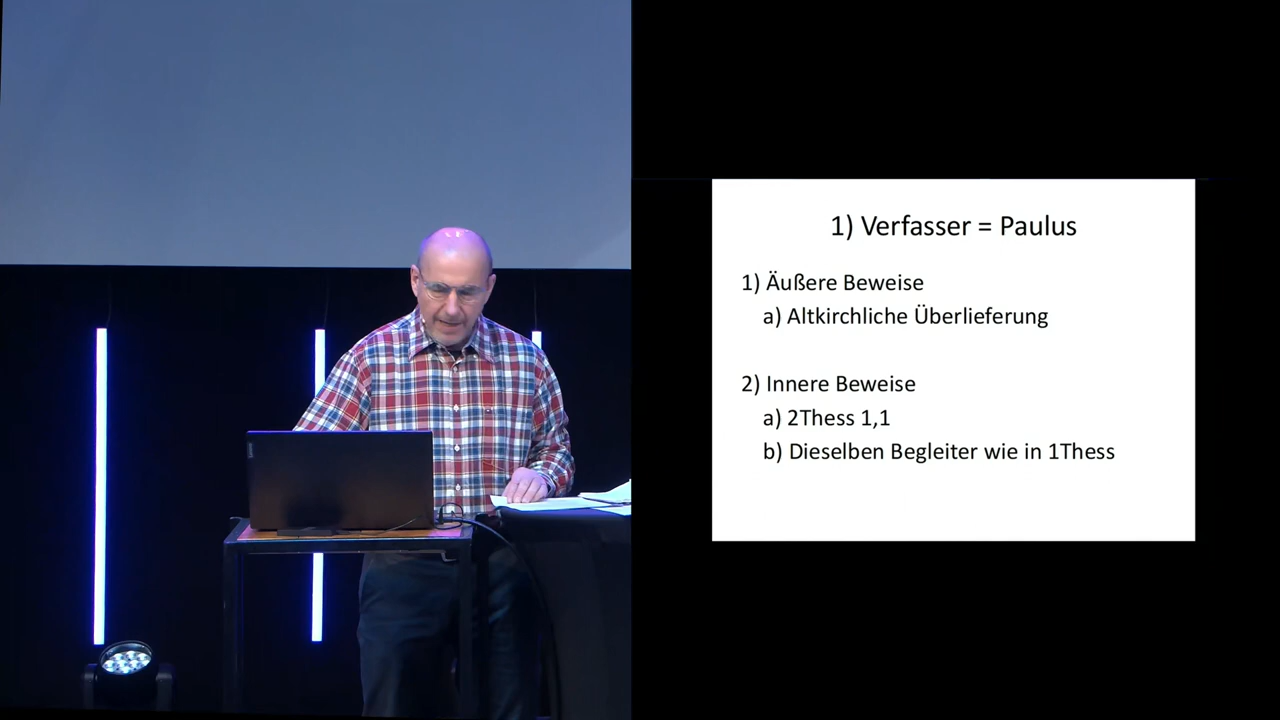 1) Verfasser = Paulus
1) Äußere Beweise
a) Altkirchliche Überlieferung
2) Innere Beweise
a) 2Thess 1,1
b) Dieselben Begleiter wie in 1Thess